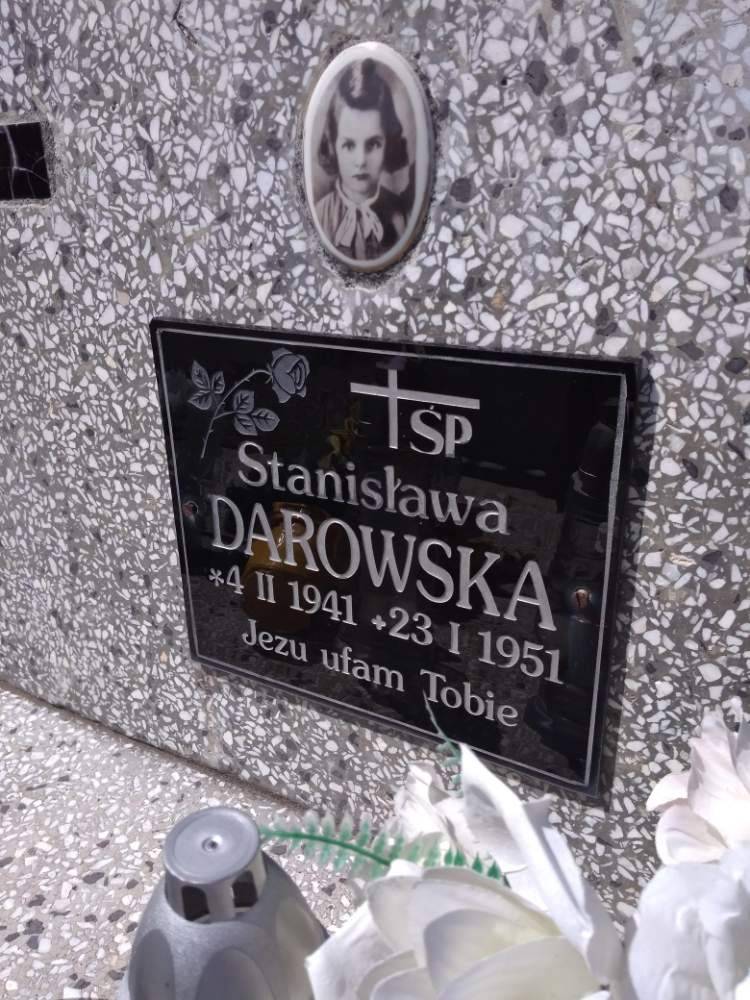 ŚP
Stanisława
DAROWSKA
*4 II 1941 +23 I 1951
Jezu ufam Tobie